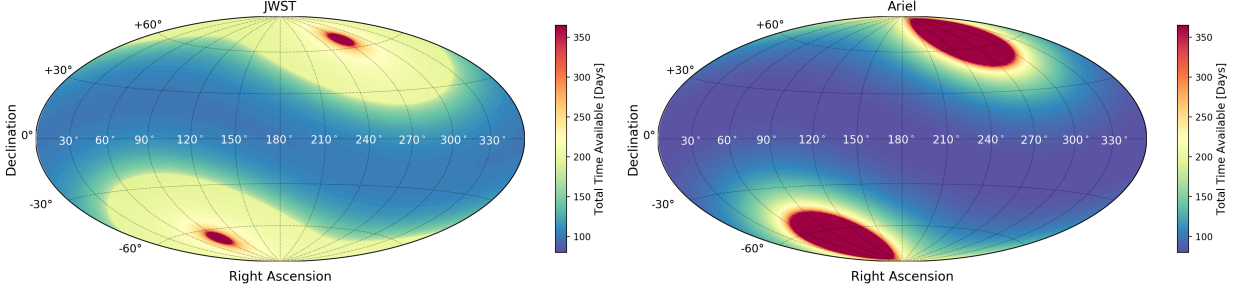 JWST
+60°
+30°
0°
-30°
-60°
30° 60° 90° 120° 150° 180° 210° 240° 270° 300° 330°
Declination
Right Ascension
350
300
250
200
150
100
Total Time Available [Days]
Ariel
+60°
+30°
0°
-30°
-60°
30° 60° 90° 120° 150° 180° 210° 240° 270° 300° 330°
Declination
Right Ascension
350
300
250
200
150
100
Total Time Available [Days]